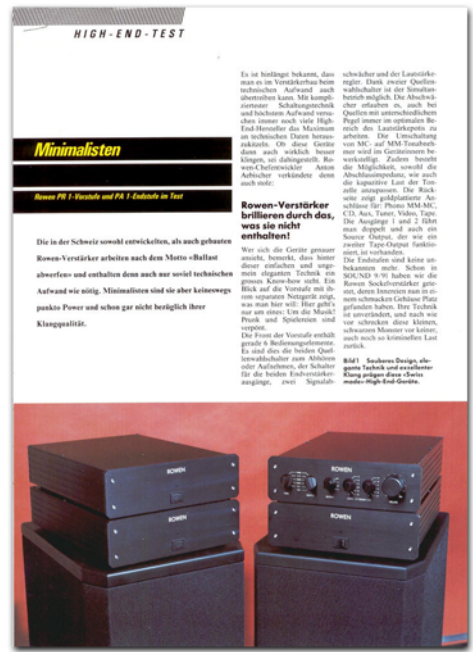 HIGH-END-TEST
Minimalisten
Rowen PR 1-Vorstufe und PA 1-Endstufe im Test
Die in der Schweiz sowohl entwickelten, als auch gebauten
Rowen-Verstärker arbeiten nach dem Motto «Ballast
abwerfen» und enthalten denn auch nur soviel technischen
Aufwand wie nötig. Minimalisten sind sie aber keineswegs
punkto Power und schon gar nicht bezüglich ihrer
Klangqualität.
Es ist hinlängst bekannt, dass
man es im Verstärkerbau beim
technischen Aufwand auch
übertreiben kann. Mit kompli-
ziertester Schaltungstechnik
und höchstem Aufwand versu-
chen immer noch viele High-
End-Hersteller das Maximum
an technischen Daten heraus-
zukitzeln. Ob diese Geräte
dann auch wirklich besser
klingen, sei dahingestellt. Ro-
wen-Chefentwickler Anton
Aebischer verkündete denn
auch stolz:
Rowen-Verstärker
brillieren durch das,
was sie nicht
enthalten!
Wer sich die Geräte genauer
ansieht, bemerkt, dass hinter
dieser einfachen und unge-
mein eleganten Technik ein
grosses Know-how steht. Ein
Blick auf die Vorstufe mit ih-
rem separaten Netzgerät zeigt,
was man hier will: Hier geht's
nur um eines: Um die Musik!
Prunk und Spielereien sind
verpönt.
Die Front der Vorstufe enthält
gerade 6 Bedienungselemente.
Es sind dies die beiden Quel-
lenwahlschalter zum Abhören
oder Aufnehmen, der Schalter
für die beiden Endverstärker-
ausgänge, zwei Signalab-
schwächer und der Lautstärke-
regler. Dank zweier Quellen-
wahlschalter ist der Simultan-
betrieb möglich. Die Abschwä-
cher erlauben es, auch bei
Quellen mit unterschiedlichem
Pegel immer im optimalen Be-
reich des Lautstärkepotis zu
arbeiten. Die Umschaltung
von MC- auf MM-Tonabneh-
mer wird im Geräteinnern be-
werkstelligt. Zudem besteht
die Möglichkeit, sowohl die
Abschlussimpedanz, wie auch
die kapazitive Last der Ton-
zelle anzupassen. Die Rück-
seite zeigt goldplattierte An-
schlüsse für: Phono MM-MC,
CD, Aux, Tuner, Video, Tape.
Die Ausgänge 1 und 2 führt
man doppelt und auch ein
Source Output, der wie ein
zweiter Tape-Output funktio-
niert, ist vorhanden.
Die Endstufen sind keine un-
bekannten mehr. Schon in
SOUND 9/91 haben wir die
Rowen Sockelverstärker gete-
stet, deren Innereien nun in ei-
nem schmucken Gehäuse Platz
gefunden haben. Ihre Technik
ist unverändert, und nach wie
vor schrecken diese kleinen,
schwarzen Monster vor keiner,
auch noch so kriminellen Last
zurück.
Bild 1 Sauberes Design, ele-
gante Technik und exzellenter
Klang prägen diese «Swiss
made»-High-End-Geräte.
ROWEN
ROWEN
ROWEN
ROWEN